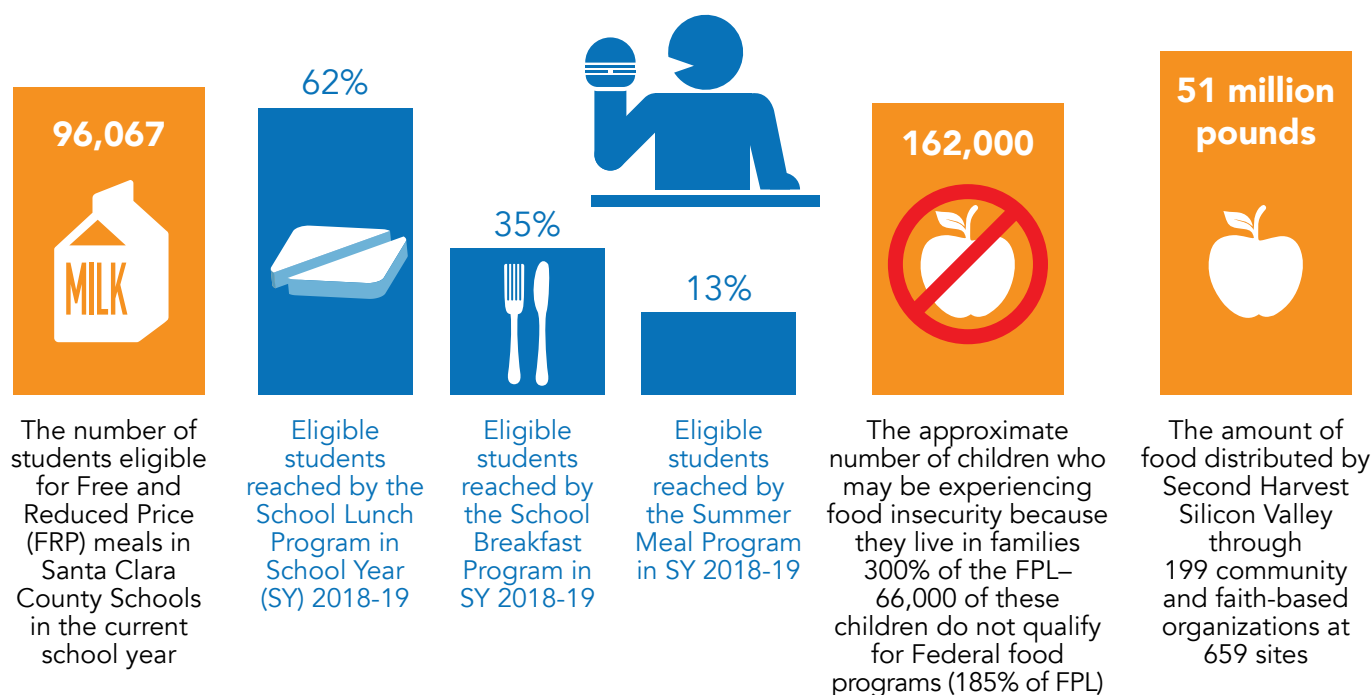 96,067
MILK
The number of
students eligible
for Free and
Reduced Price
(FRP) meals in
Santa Clara
County Schools
in the current
school year
62%
Eligible
students
reached by the
School Lunch
Program in
School Year
(SY) 2018-19
35%
Eligible
students
reached by
the School
Breakfast
Program in
SY 2018-19
13%
Eligible
students
reached by
the Summer
Meal Program
in SY 2018-19
162,000
The approximate
number of children who
may be experiencing
food insecurity because
they live in families
300% of the FPL–
66,000 of these
children do not qualify
for Federal food
programs (185% of FPL)
51 million
pounds
The amount of
food distributed by
Second Harvest
Silicon Valley
through
199 community
and faith-based
organizations at
659 sites